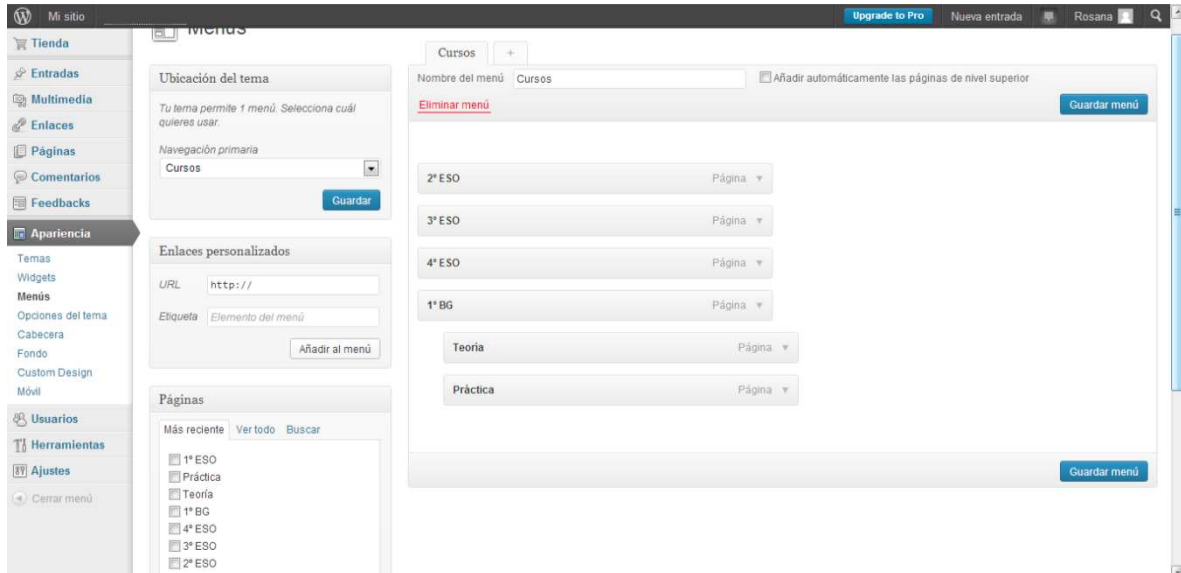 Mi sitio
Upgrade to Pro
Nueva entrada
Rosana
Tienda
Entradas
Multimedia
Enlaces
Páginas
Comentarios
Feedbacks
Apariencia
Temas
Widgets
Menús
Opciones del tema
Cabecera
Fondo
Custom Design
Móvil
Usuarios
Herramientas
Ajustes
Cerrar menú
Menús
Ubicación del tema
Tu tema permite 1 menú. Selecciona cuál
quieres usar.
Navegación primaria
Cursos
Guardar
Enlaces personalizados
URL http://
Etiqueta Elemento del menú
Añadir al menú
Páginas
Más reciente Ver todo Buscar
1º ESO
Práctica
Teoría
1º BG
4º ESO
3º ESO
2º ESO
Cursos +
Nombre del menú Cursos
Añadir automáticamente las páginas de nivel superior
Eliminar menú
Guardar menú
2º ESO Página
3º ESO Página
4º ESO Página
1º BG Página
Teoría Página
Práctica Página
Guardar menú